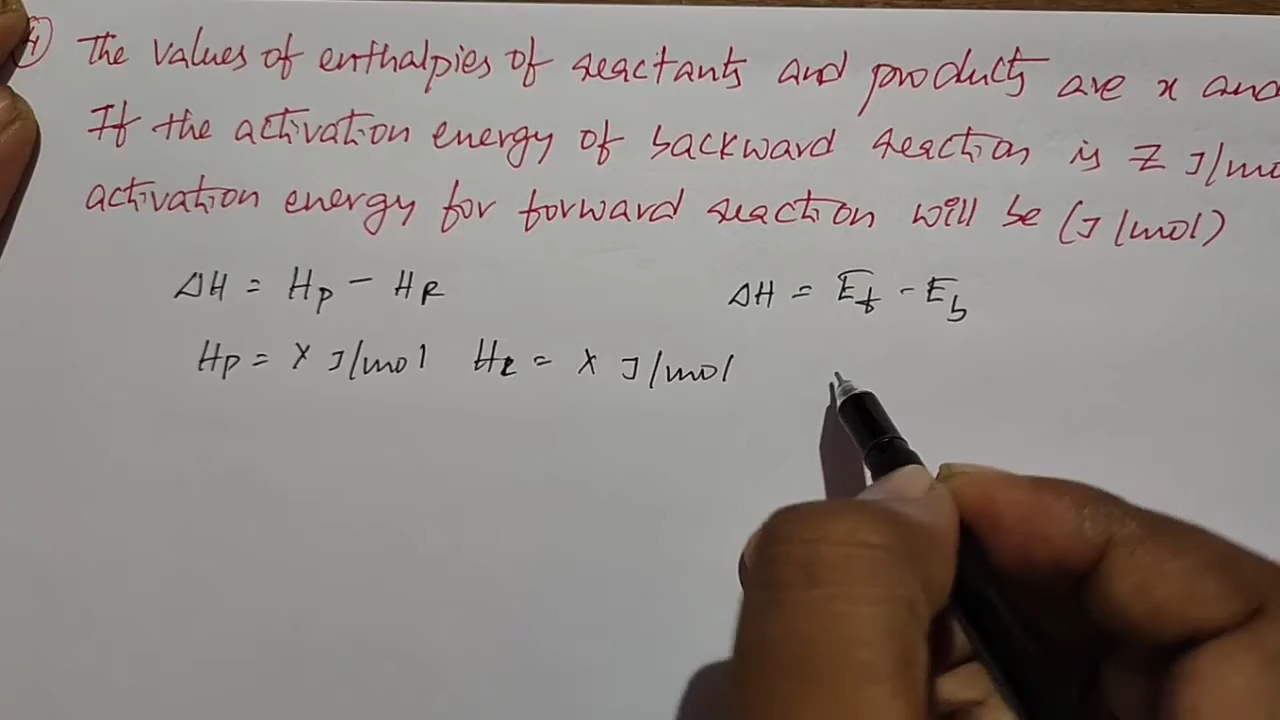 4) The values of enthalpies of reactants and products are x and
If the activation energy of backward reaction is Z J/mo
activation energy for forward reaction will be (J/mol)
ΔH = Hp - HR
ΔH = Ef - Eb
Hp = X J/mol HR = X J/mol